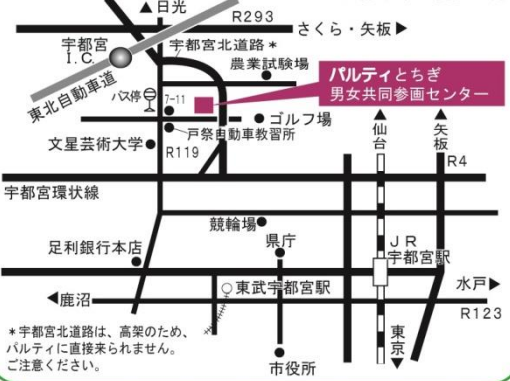 ▲日光
R293
さくら・矢板▶
宇都宮
I.C.
宇都宮北道路*
農業試験場
東北自動車道
バス停
7-11
パルティとちぎ
男女共同参画センター
ゴルフ場
戸祭自動車教習所
文星芸術大学
R119
▲仙台
▲矢板
R4
宇都宮環状線
競輪場
県庁
足利銀行本店
JR
宇都宮駅
水戸▶
◀鹿沼
東武宇都宮駅
R123
*宇都宮北道路は、高架のため、
パルティに直接来られません。
ご注意ください。
東京▼
市役所